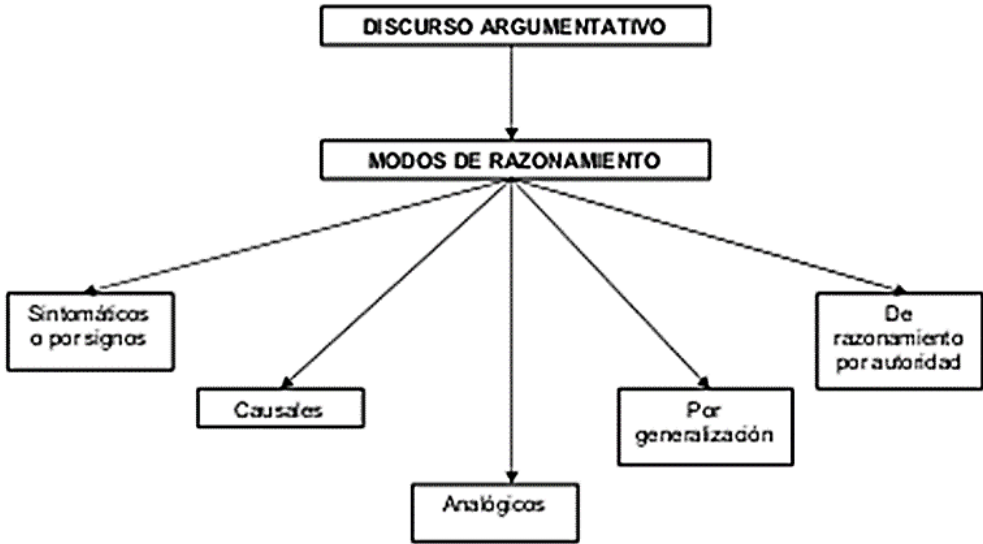 DISCURSO ARGUMENTATIVO
MODOS DE RAZONAMIENTO
Sintomáticos
o por signos
Causales
Analógicos
Por
generalización
De
razonamiento
por autoridad